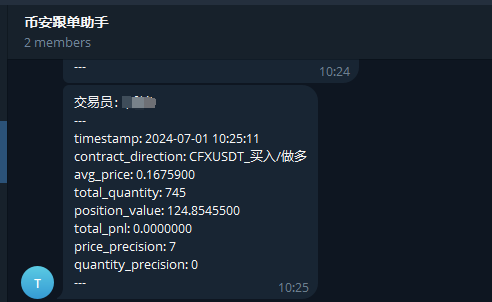 币安跟单助手
2 members
---
10:24
交易员:
---
timestamp: 2024-07-01 10:25:11
contract_direction: CFXUSDT_买入/做多
avg_price: 0.1675900
total_quantity: 745
position_value: 124.8545500
total_pnl: 0.0000000
price_precision: 7
quantity_precision: 0
---
10:25
T